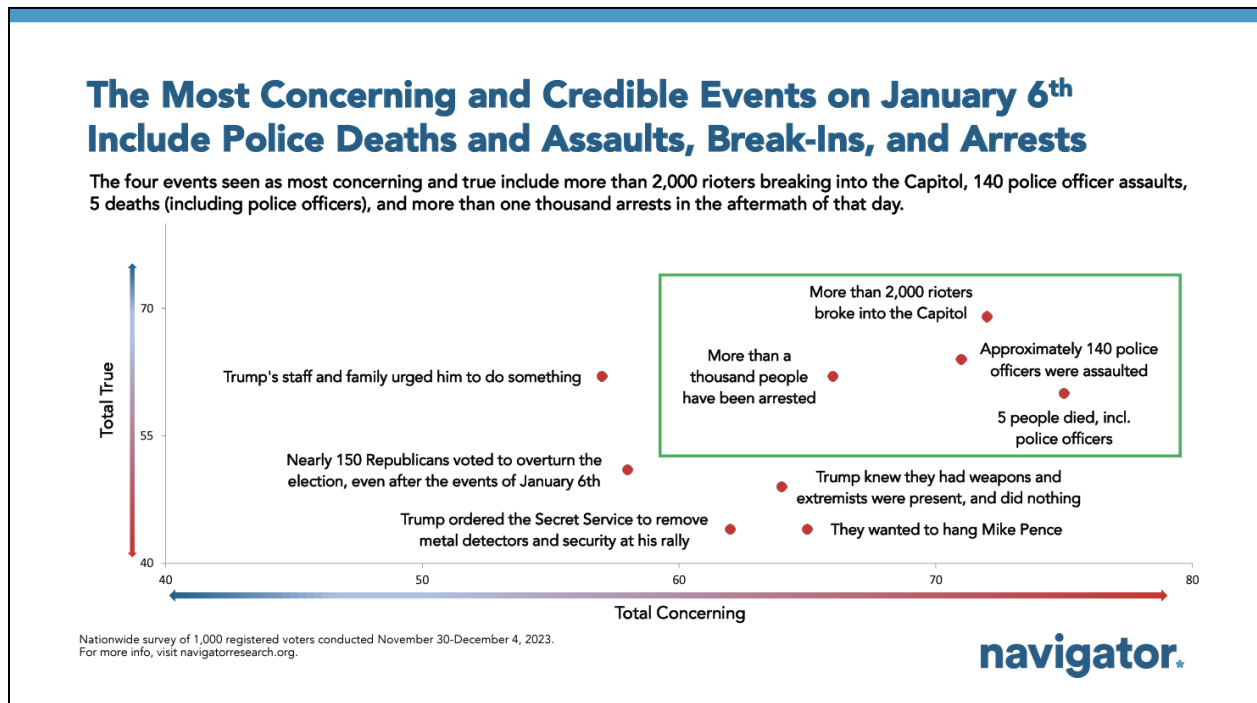 The Most Concerning and Credible Events on January 6th
Include Police Deaths and Assaults, Break-Ins, and Arrests
The four events seen as most concerning and true include more than 2,000 rioters breaking into the Capitol, 140 police officer assaults,
5 deaths (including police officers), and more than one thousand arrests in the aftermath of that day.
Total True
70
55
40
More than 2,000 rioters
broke into the Capitol
Approximately 140 police
officers were assaulted
More than a
thousand people
have been arrested
5 people died, incl.
police officers
Trump's staff and family urged him to do something
Nearly 150 Republicans voted to overturn the
election, even after the events of January 6th
Trump knew they had weapons and
extremists were present, and did nothing
Trump ordered the Secret Service to remove
metal detectors and security at his rally
They wanted to hang Mike Pence
40
50
60
70
80
Total Concerning
Nationwide survey of 1,000 registered voters conducted November 30-December 4, 2023.
For more info, visit navigatorresearch.org.
navigator.*